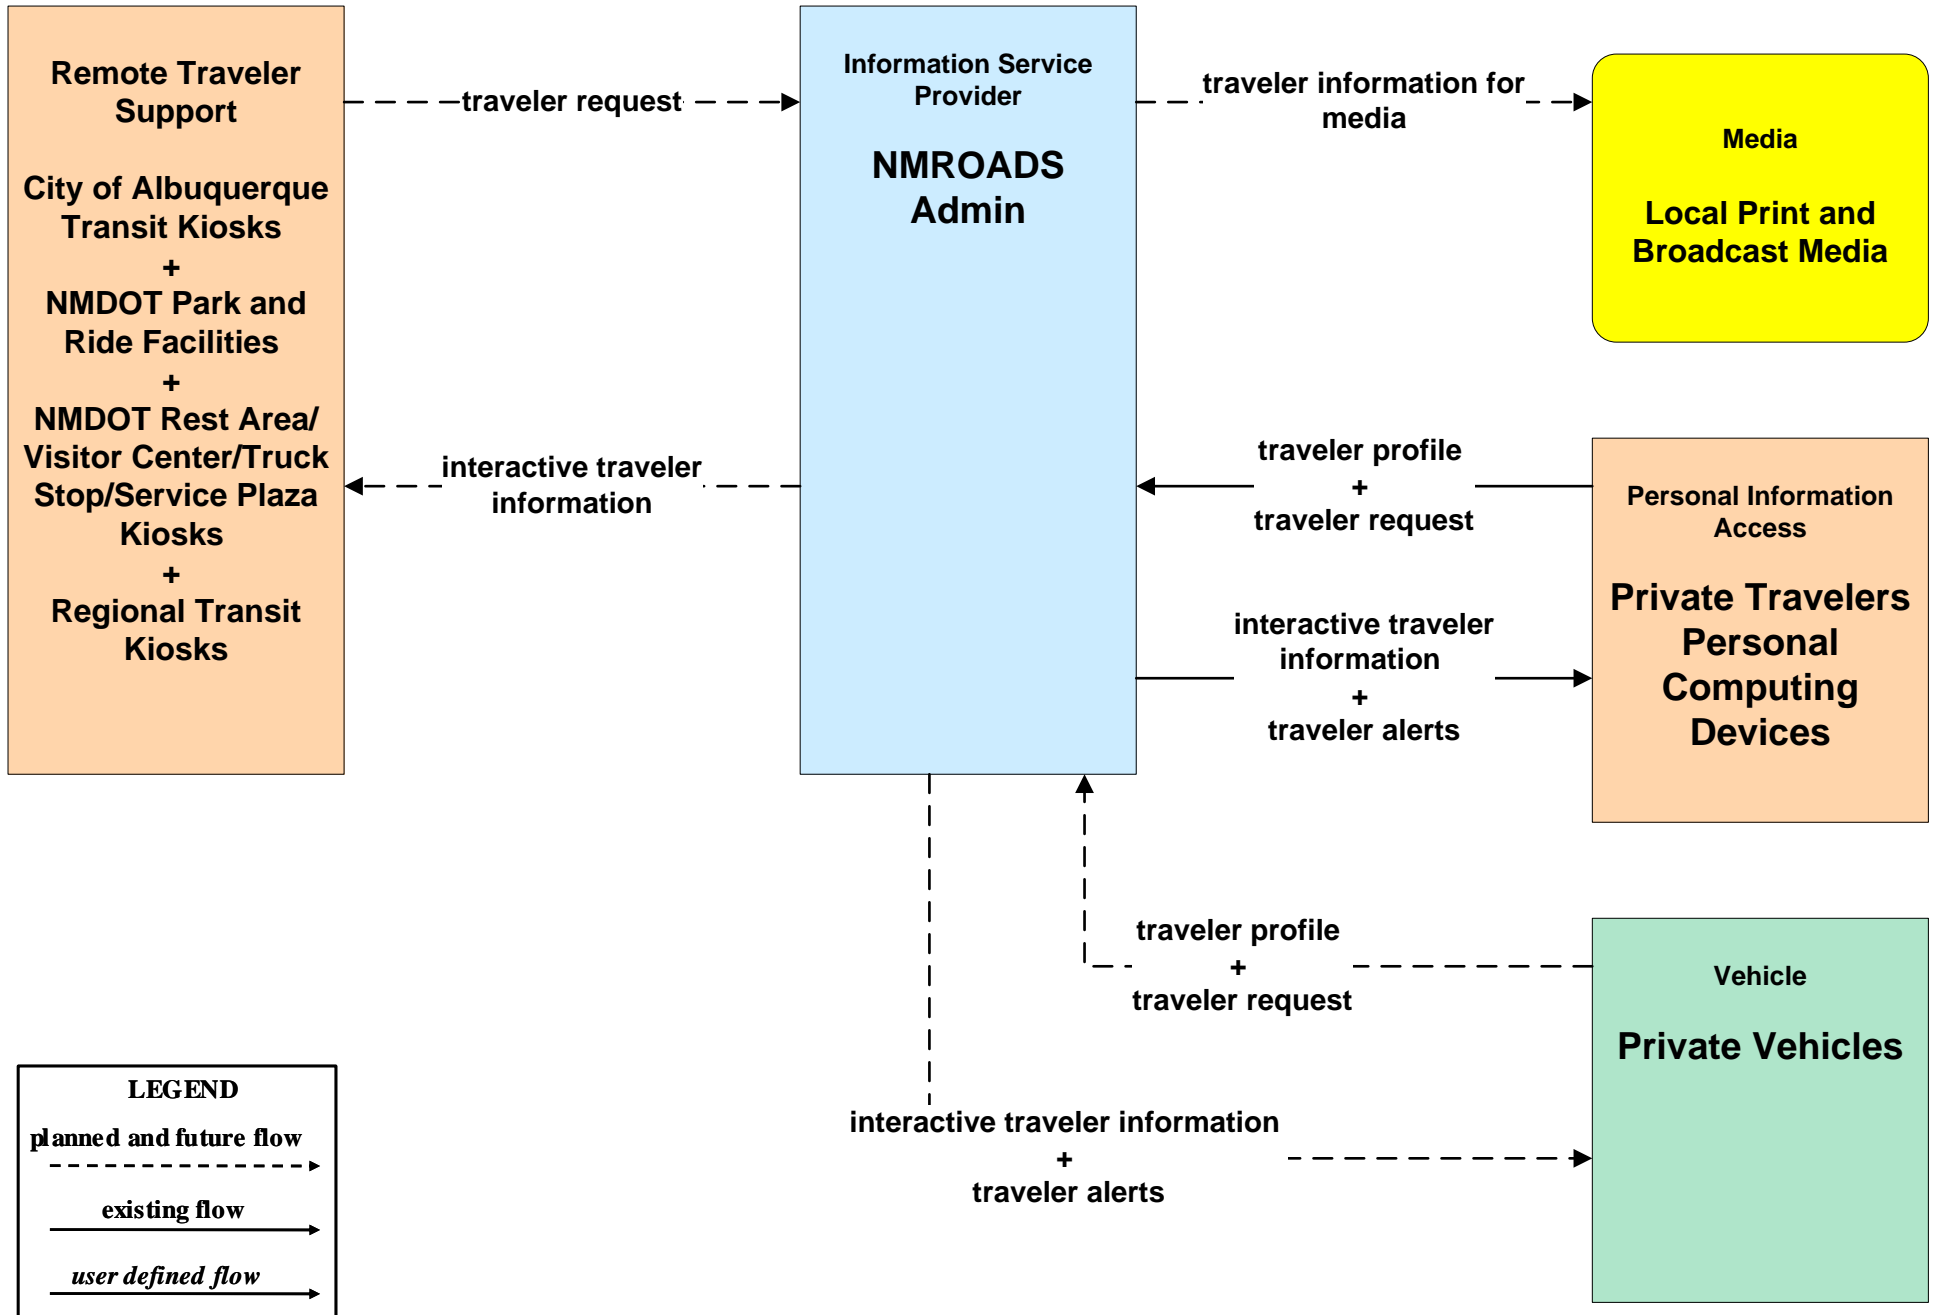 Remote Traveler
Support
City of Albuquerque
Transit Kiosks
+
NMDOT Park and
Ride Facilities
+
NMDOT Rest Area/
Visitor Center/Truck
Stop/Service Plaza
Kiosks
+
Regional Transit
Kiosks
traveler request
interactive traveler
information
Information Service
Provider
NMROADS
Admin
traveler information for
media
Media
Local Print and
Broadcast Media
traveler profile
+
traveler request
interactive traveler
information
+
traveler alerts
Personal Information
Access
Private Travelers
Personal
Computing
Devices
traveler profile
+
traveler request
interactive traveler information
+
traveler alerts
Vehicle
Private Vehicles
LEGEND
planned and future flow
existing flow
user defined flow